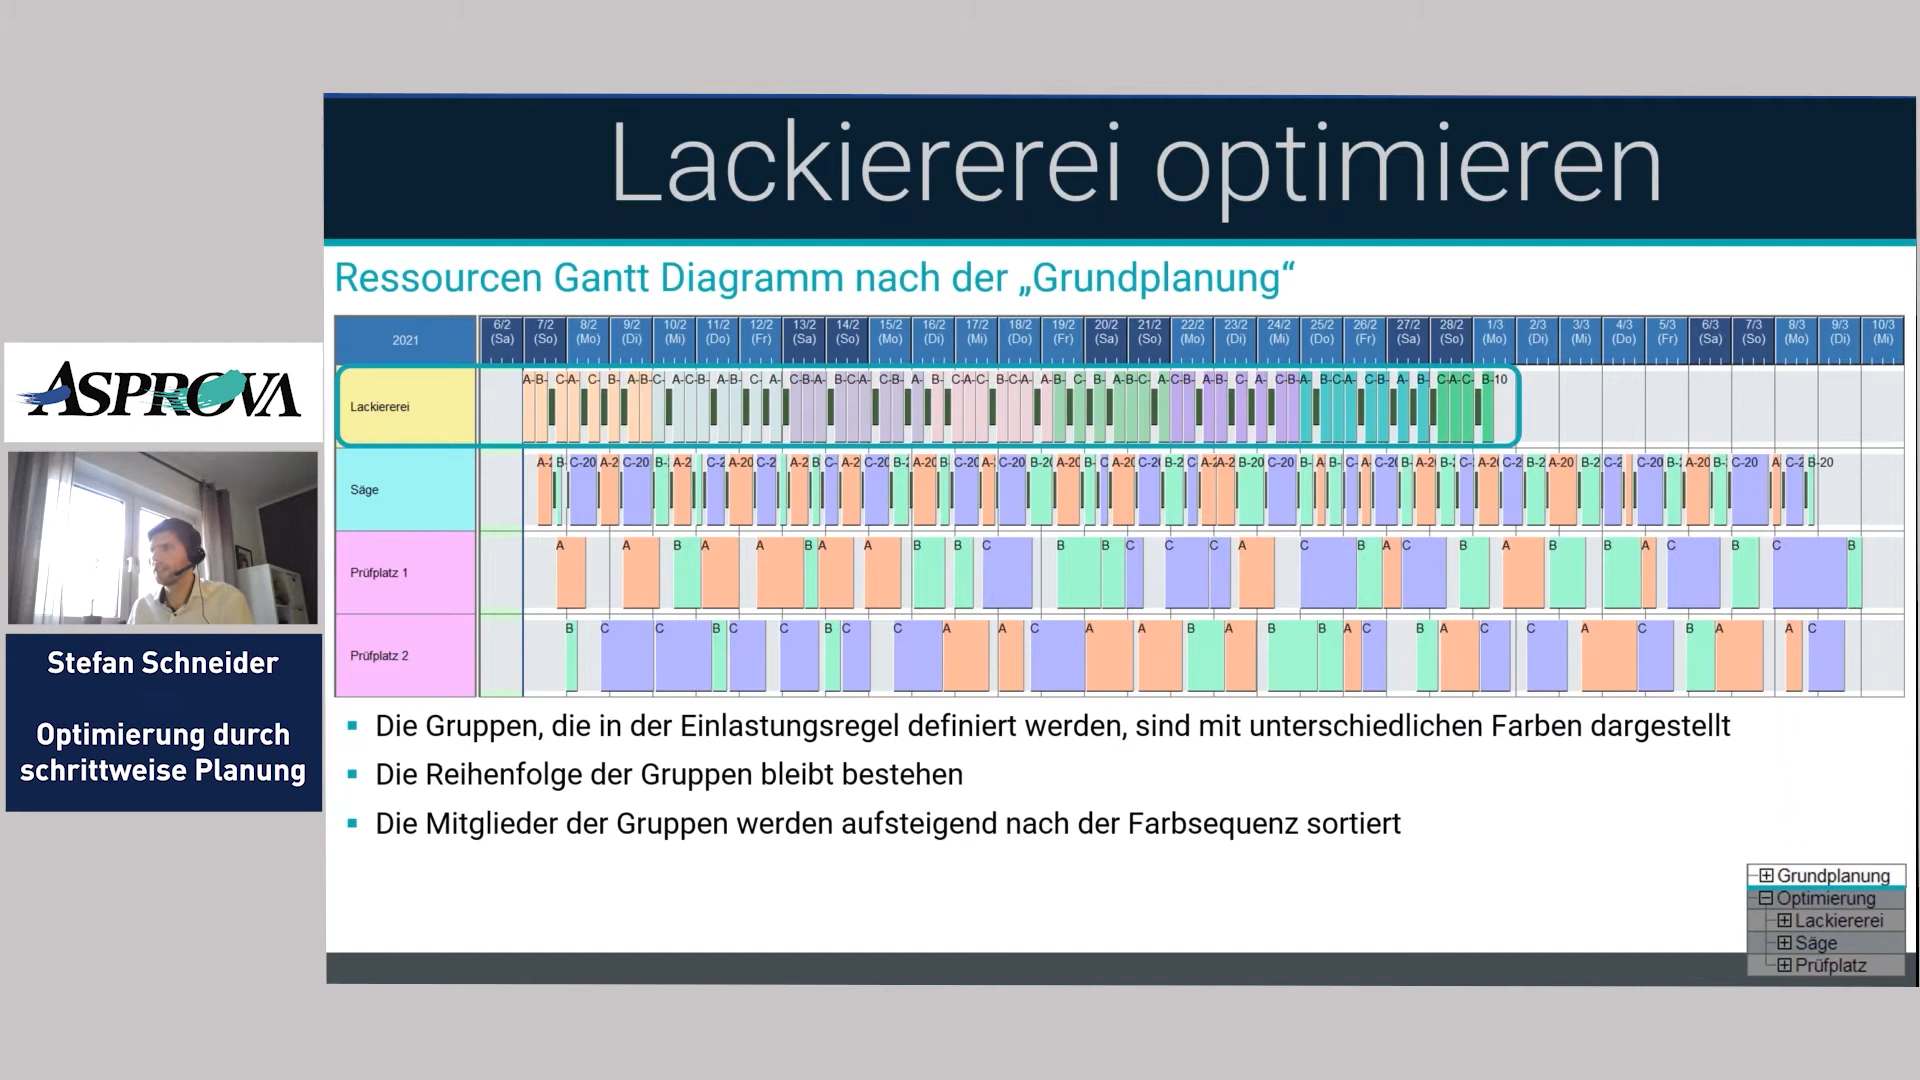 Lackiererei optimieren
Ressourcen Gantt Diagramm nach der „Grundplanung“
2021
6/2 7/2 8/2 9/2 10/2 11/2 12/2 13/2 14/2 15/2 16/2 17/2 18/2 19/2 20/2 21/2 22/2 23/2 24/2 25/2 26/2 27/2 28/2 1/3 2/3 3/3 4/3 5/3 6/3 7/3 8/3 9/3 10/3
(Sa) (So) (Mo) (Di) (Mi) (Do) (Fr) (Sa) (So) (Mo) (Di) (Mi) (Do) (Fr) (Sa) (So) (Mo) (Di) (Mi) (Do) (Fr) (Sa) (So) (Mo) (Di) (Mi) (Do) (Fr) (Sa) (So) (Mo) (Di) (Mi)
Lackiererei
Säge
Prüfplatz 1
A A B A A B A A B B C B B C C C A C B A C B A B B A C B C B
Prüfplatz 2
B C C B C C B C C A A C A A B A B B A C B A C C A C B A A C
ASPROVA
Stefan Schneider
Optimierung durch
schrittweise Planung
Die Gruppen, die in der Einlastungsregel definiert werden, sind mit unterschiedlichen Farben dargestellt
Die Reihenfolge der Gruppen bleibt bestehen
Die Mitglieder der Gruppen werden aufsteigend nach der Farbsequenz sortiert
Grundplanung
Optimierung
Lackiererei
Säge
Prüfplatz